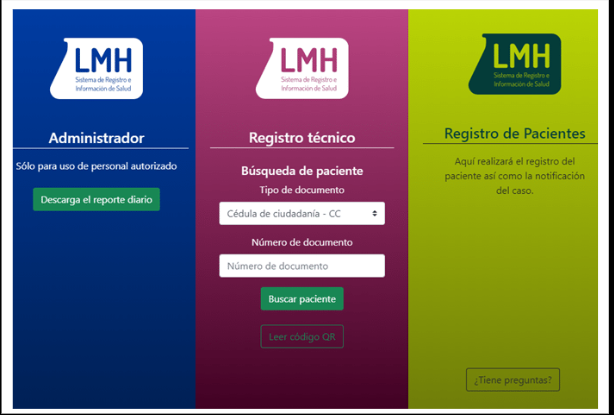 LMH
Sistema de Registro e
Información de Salud
Administrador
Sólo para uso de personal autorizado
Descarga el reporte diario
LMH
Sistema de Registro e
Información de Salud
Registro técnico
Búsqueda de paciente
Tipo de documento
Cédula de ciudadanía - CC
Número de documento
Número de documento
Buscar paciente
Leer código QR
LMH
Sistema de Registro e
Información de Salud
Registro de Pacientes
Aquí realizará el registro del
paciente así como la notificación
del caso.
¿Tiene preguntas?